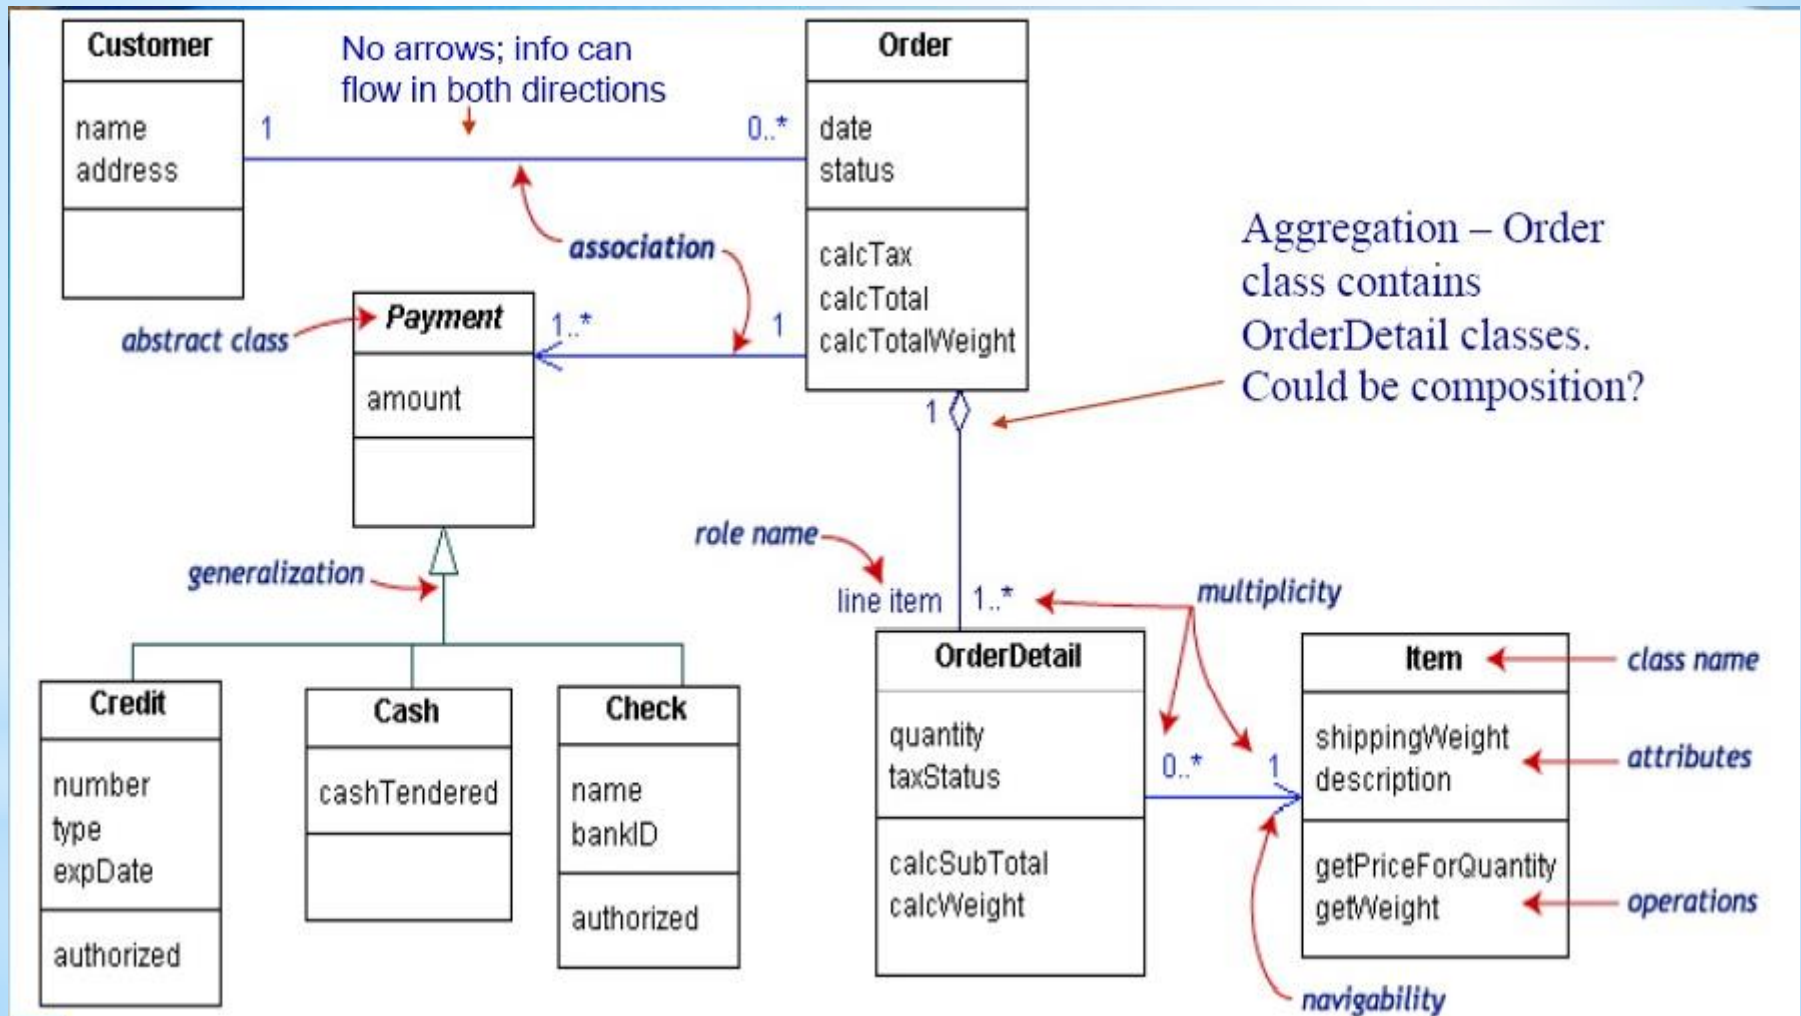 Customer
name
address
No arrows; info can
flow in both directions
1
0..*
association
Order
date
status
calcTax
calcTotal
calcTotalWeight
Aggregation – Order
class contains
OrderDetail classes.
Could be composition?
abstract class
Payment
amount
1..*
1
1
generalization
role name
line item
1..*
multiplicity
Credit
number
type
expDate
authorized
Cash
cashTendered
Check
name
bankID
authorized
OrderDetail
quantity
taxStatus
calcSubTotal
calcWeight
0..*
1
Item
shippingWeight
description
getPriceForQuantity
getWeight
class name
attributes
operations
navigability